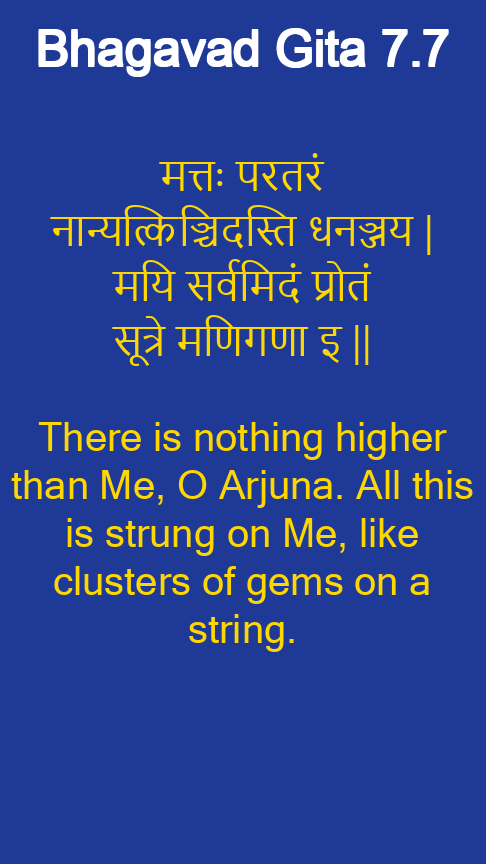 Bhagavad Gita 7.7
मत्तः परतरं
नान्यत्किञ्चिदस्ति धनञ्जय |
मयि सर्वमिदं प्रोतं
सूत्रे मणिगणा इ ||
There is nothing higher
than Me, O Arjuna. All this
is strung on Me, like
clusters of gems on a
string.